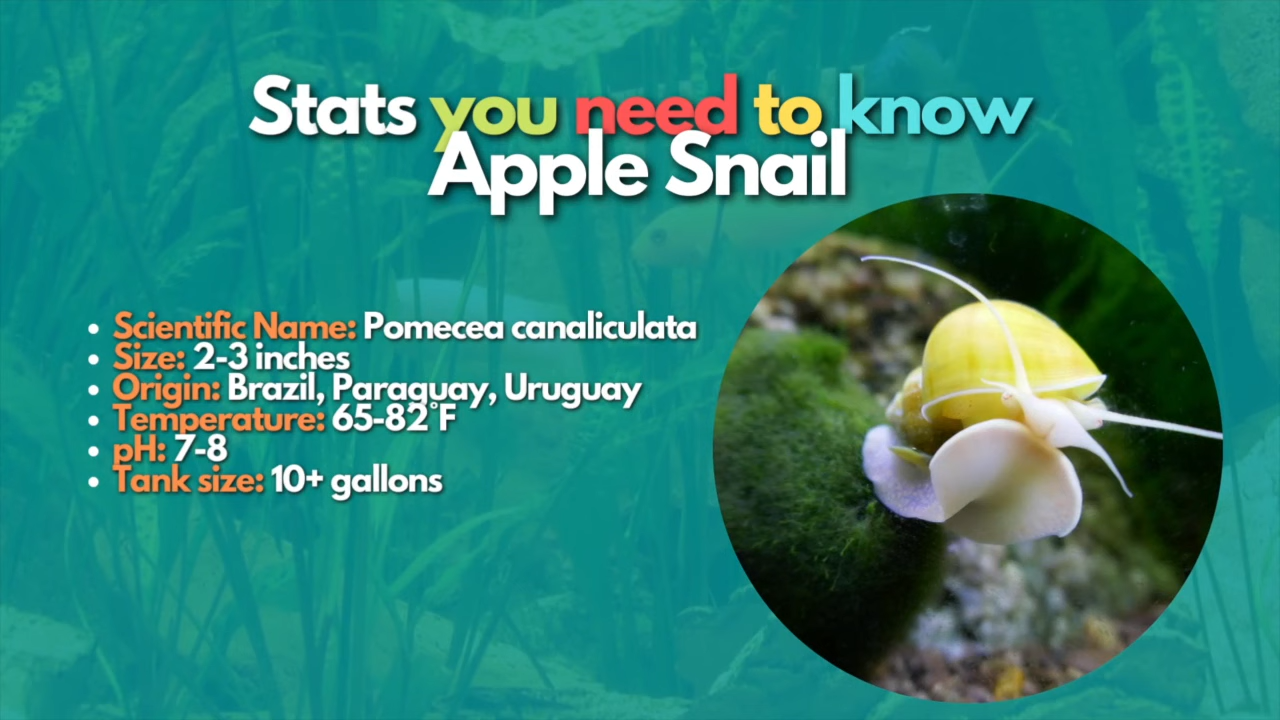 Stats you need to know
Apple Snail
• Scientific Name: Pomecea canaliculata
• Size: 2-3 inches
• Origin: Brazil, Paraguay, Uruguay
• Temperature: 65-82°F
• pH: 7-8
• Tank size: 10+ gallons